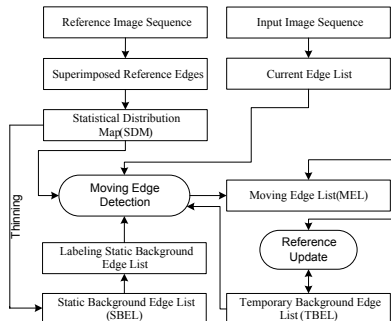 Reference Image Sequence
Input Image Sequence
Superimposed Reference Edges
Current Edge List
Statistical Distribution
Map(SDM)
Moving Edge
Detection
Moving Edge List(MEL)
Thinning
Labeling Static Background
Edge List
Reference
Update
Static Background Edge List
(SBEL)
Temporary Background Edge
List (TBEL)